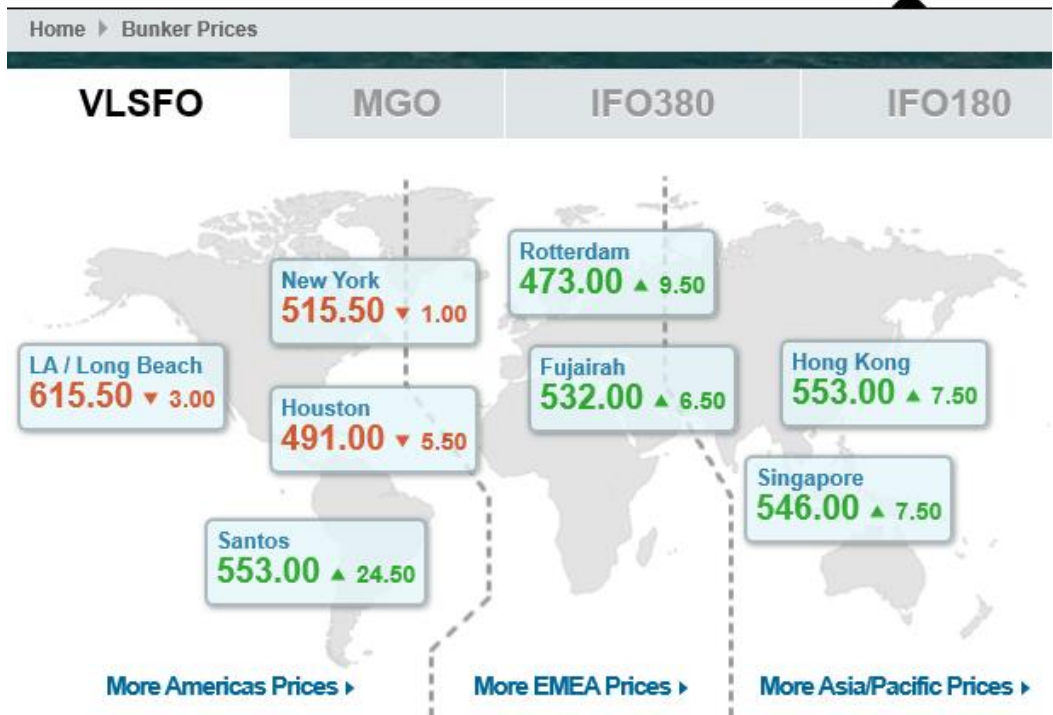 Home ▶ Bunker Prices
VLSFO MGO IFO380 IFO180
New York
515.50 ▼ 1.00
Rotterdam
473.00 ▲ 9.50
LA / Long Beach
615.50 ▼ 3.00
Houston
491.00 ▼ 5.50
Fujairah
532.00 ▲ 6.50
Hong Kong
553.00 ▲ 7.50
Singapore
546.00 ▲ 7.50
Santos
553.00 ▲ 24.50
More Americas Prices ▶
More EMEA Prices ▶
More Asia/Pacific Prices ▶